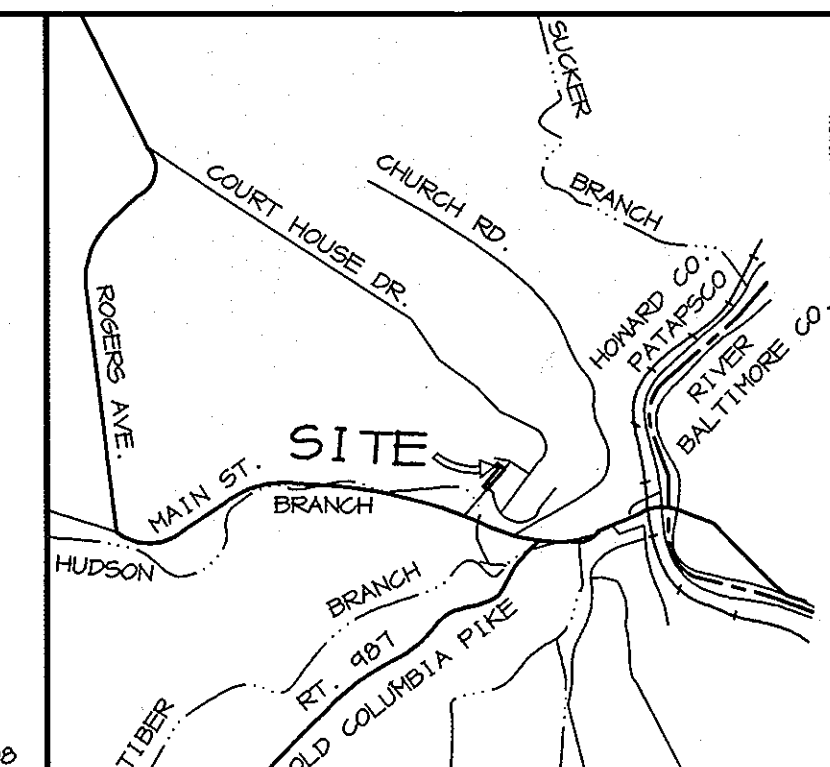 SUCKER
BRANCH
CHURCH RD.
COURT HOUSE DR.
HOWARD CO.
PATAPSCO
RIVER
BALTIMORE CO.
ROGERS AVE.
SITE
MAIN ST.
BRANCH
HUDSON
BRANCH
RT. 987
OLD COLUMBIA PIKE
TIBER
8